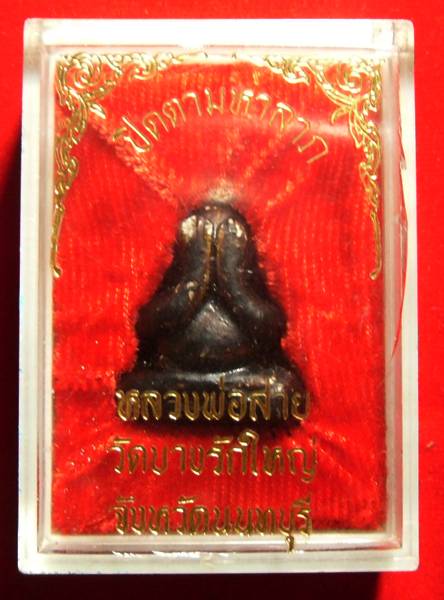 ปิดตามหาลาภ
หลวงพ่อสาย
วัดบางรักใหญ่
จังหวัดนนทบุรี